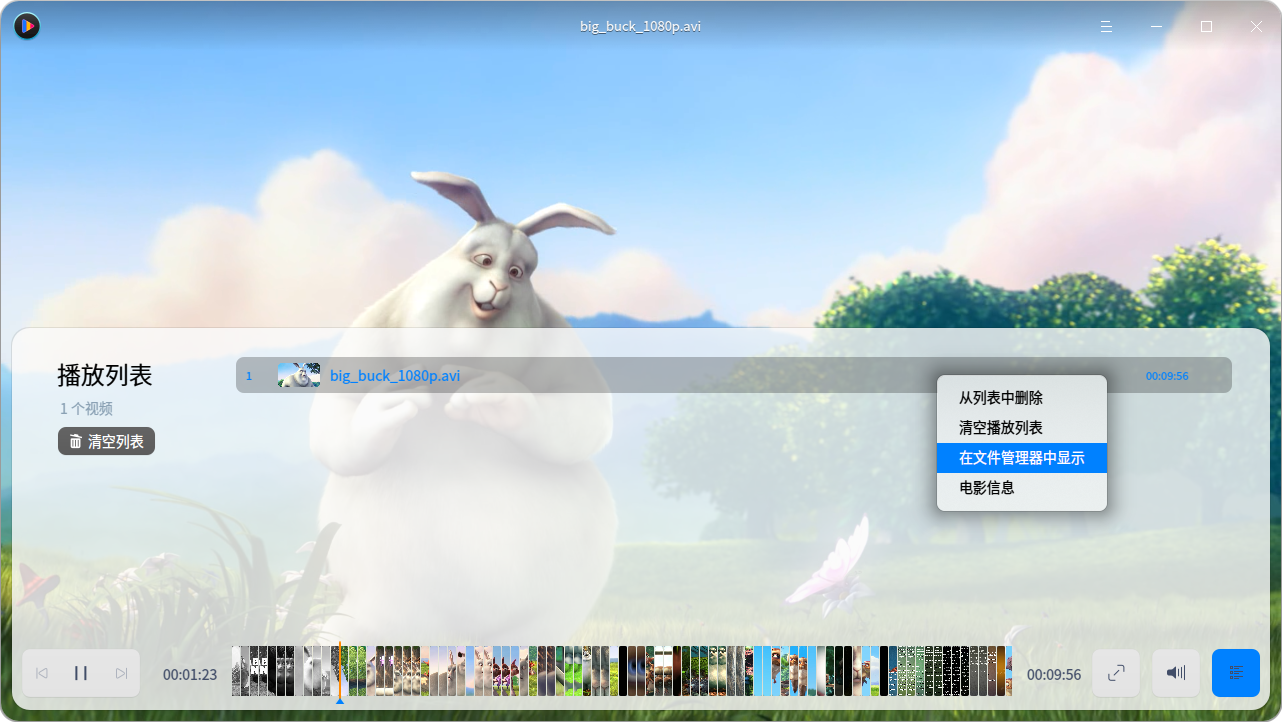 big_buck_1080p.avi
播放列表
1 个视频
清空列表
1 big_buck_1080p.avi 00:09:56
从列表中删除
清空播放列表
在文件管理器中显示
电影信息
00:01:23 00:09:56